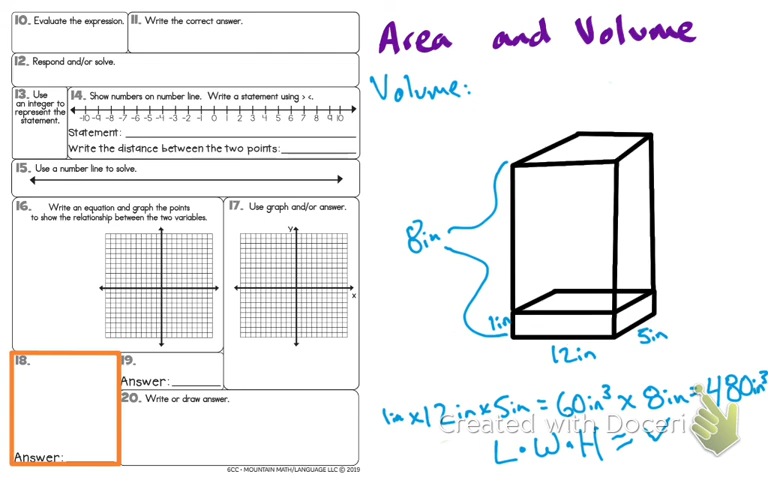 10. Evaluate the expression.
11. Write the correct answer.
12. Respond and/or solve.
13. Use
an integer to
represent the
statement.
14. Show numbers on number line. Write a statement using > <.
-10 -9 -8 -7 -6 -5 -4 -3 -2 -1 0 1 2 3 4 5 6 7 8 9 10
Statement:
Write the distance between the two points:
15. Use a number line to solve.
16. Write an equation and graph the points
to show the relationship between the two variables.
17. Use graph and/or answer.
y
x
18.
Answer:
19.
Answer:
20. Write or draw answer.
6CC - MOUNTAIN MATH/LANGUAGE LLC © 2019
Area and Volume
Volume:
8in
1in
5in
12in
1in x 12in x 5in = 60in³ x 8in = 480in³
Created with Doceri
L·W·H = V